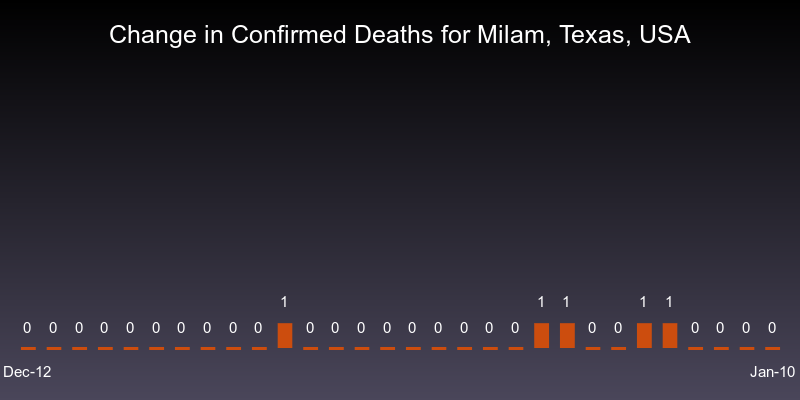 Change in Confirmed Deaths for Milam, Texas, USA
1 1 1 1 1
0 0 0 0 0 0 0 0 0 0 0 0 0 0 0 0 0 0 0 0 0 0 0 0 0
Dec-12 Jan-10